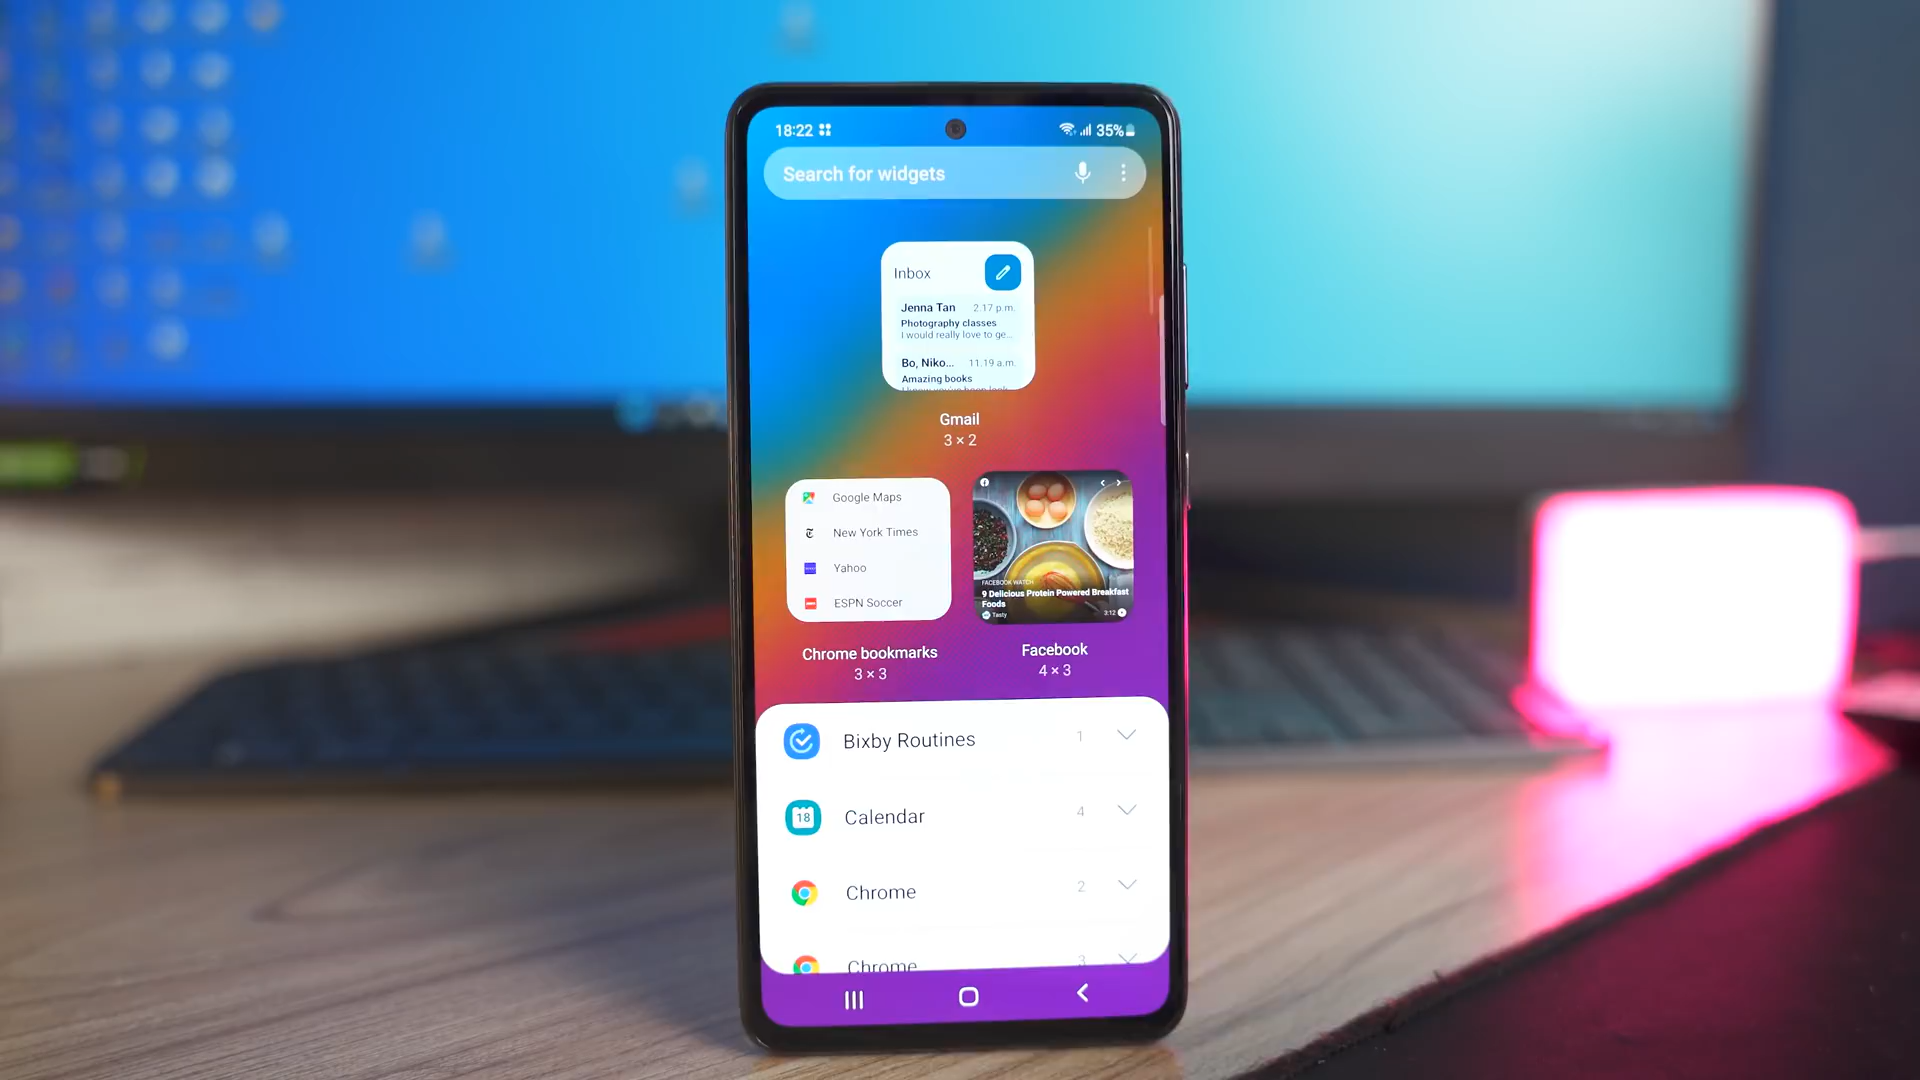 18:22
35%
Search for widgets
Inbox
Jenna Tan 2.17 p.m.
Photography classes
I would really love to ge...
Bo, Niko... 11.19 a.m.
Amazing books
Gmail
3 × 2
Google Maps
New York Times
Yahoo
ESPN Soccer
FACEBOOK WATCH
9 Delicious Protein Powered Breakfast
Foods
Tasty 3:12
Chrome bookmarks
3 × 3
Facebook
4 × 3
Bixby Routines 1
18 Calendar 4
Chrome 2
Chrome 3